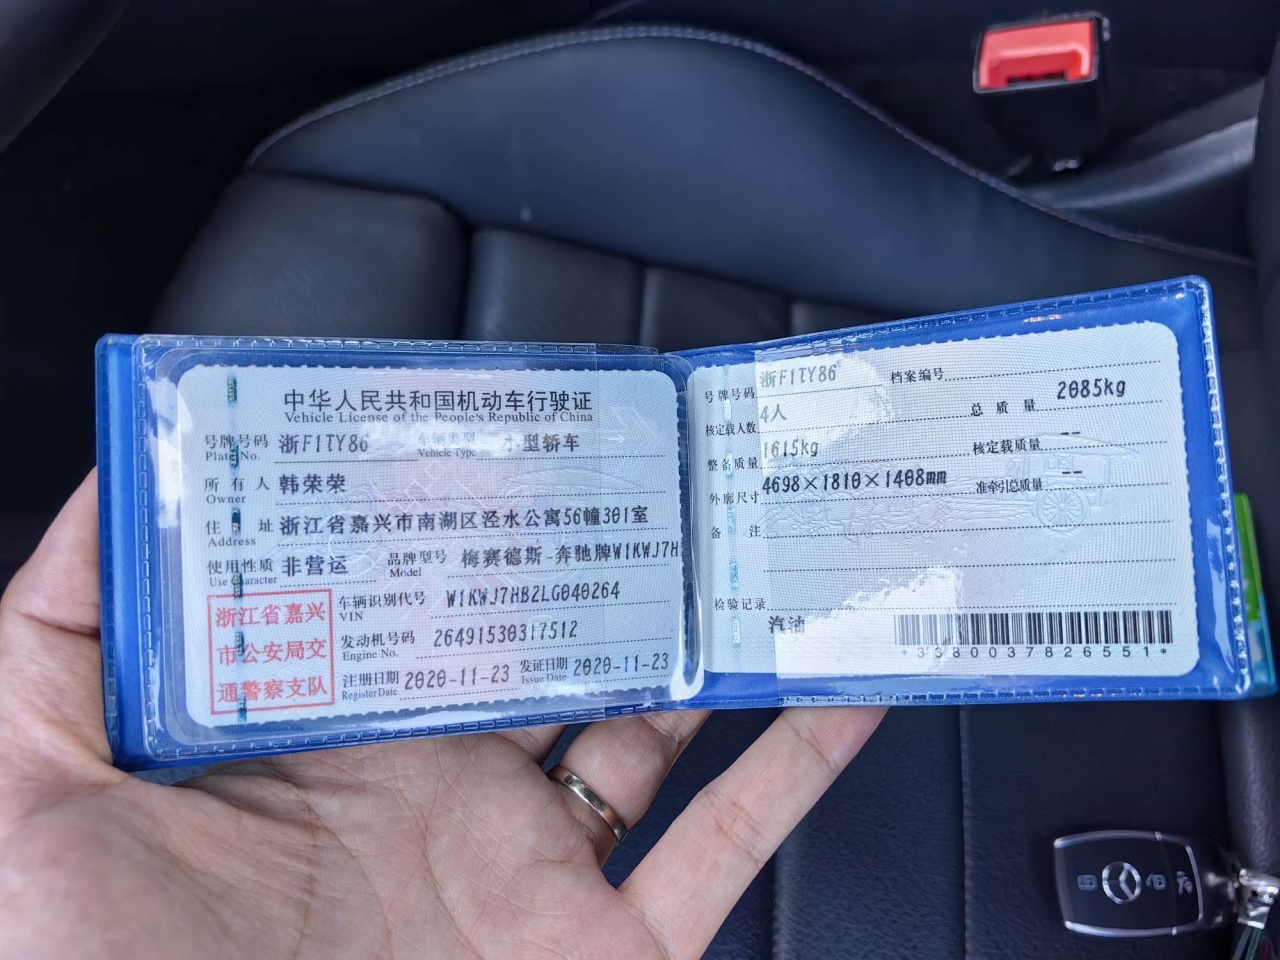 中华人民共和国机动车行驶证
Vehicle License of the People's Republic of China
号牌号码 浙F1TY86 车辆类型 小型轿车
Plate No. Vehicle Type
所有人 韩荣荣
Owner
住址 浙江省嘉兴市南湖区泾水公寓56幢301室
Address
使用性质 非营运 品牌型号 梅赛德斯-奔驰牌W1KWJ7H
Use Character Model
浙江省嘉兴
市公安局交
通警察支队
车辆识别代号 W1KWJ7HB2LG040264
VIN
发动机号码 26491530317512
Engine No.
注册日期 2020-11-23 发证日期 2020-11-23
Register Date Issue Date
号牌号码 浙F1TY86 档案编号
核定载人数 4人 总质量 2085kg
整备质量 1615kg 核定载质量 --
外廓尺寸 4698×1810×1408mm 准牵引总质量 --
备注
检验记录
汽油
*3380037826551*